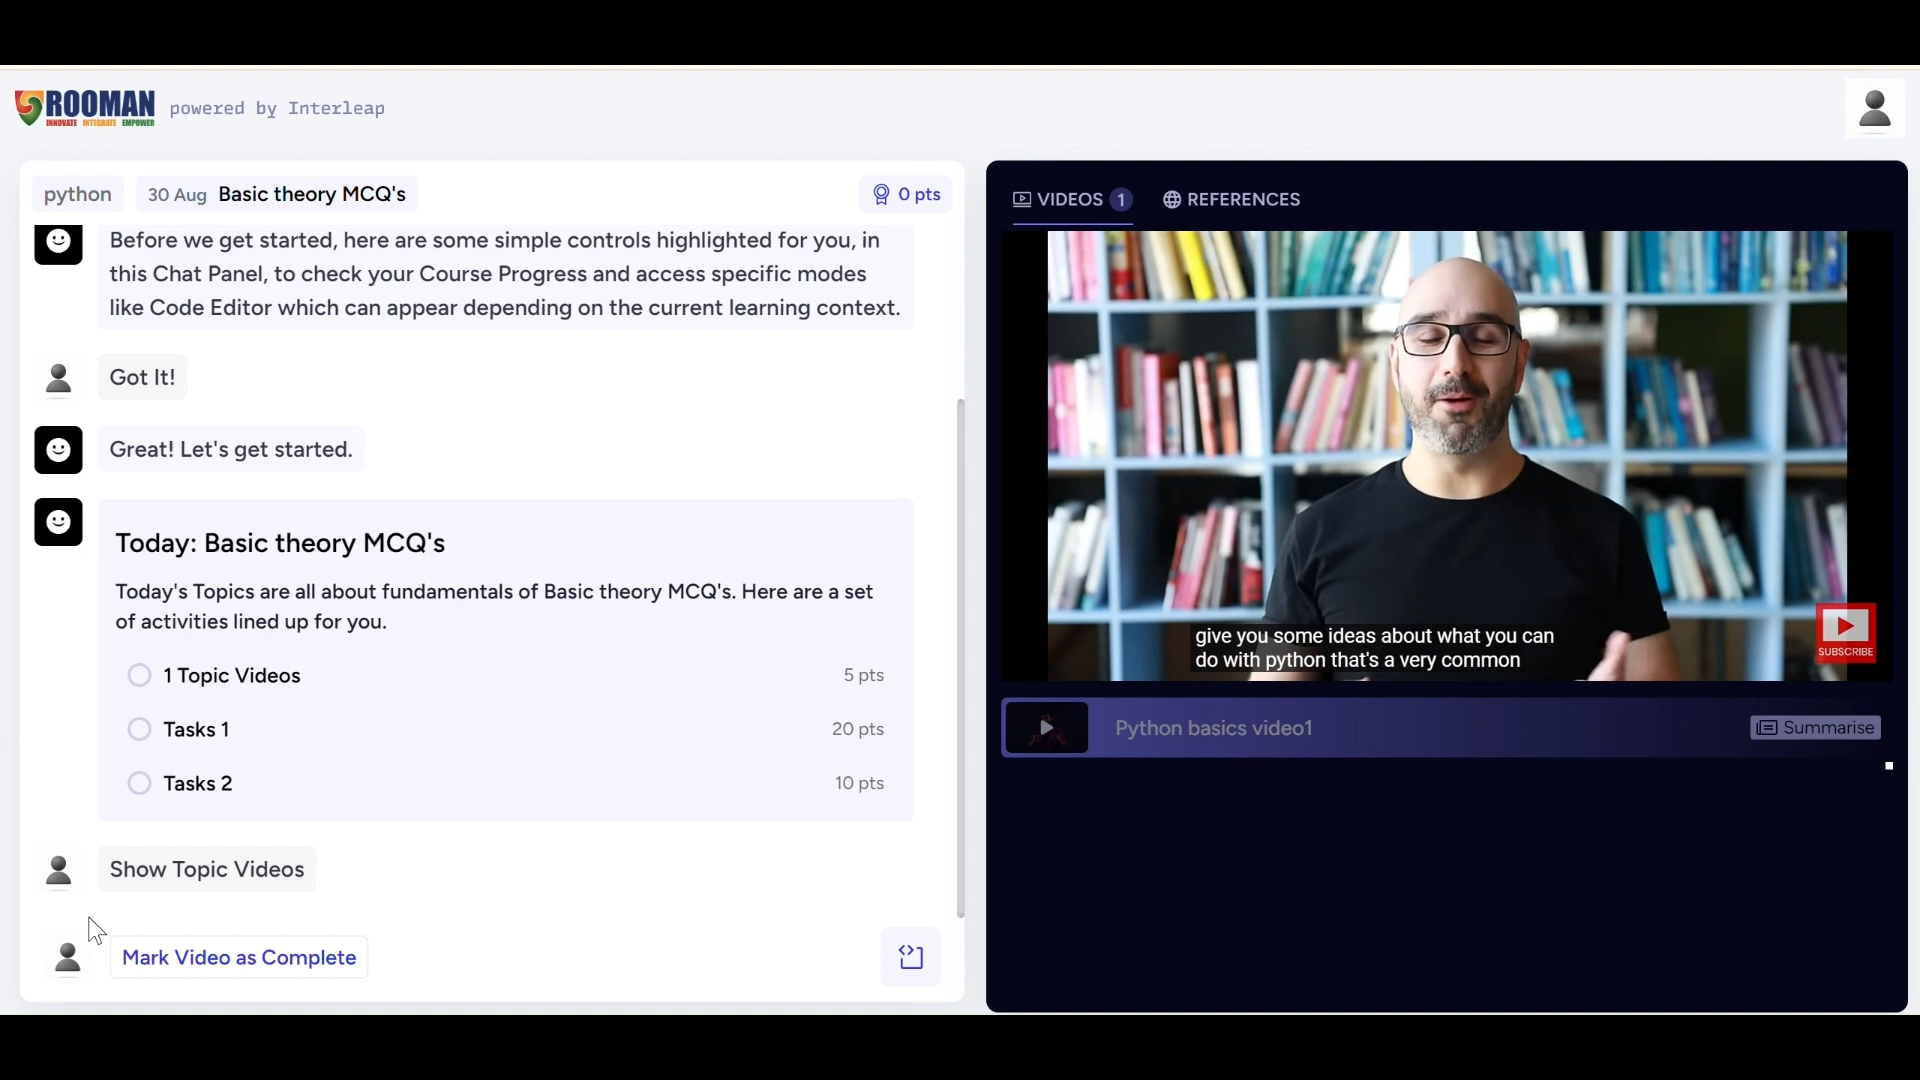 ROOMAN
INNOVATE INTEGRATE EMPOWER
powered by Interleap
python
30 Aug Basic theory MCQ's
0 pts
Before we get started, here are some simple controls highlighted for you, in
this Chat Panel, to check your Course Progress and access specific modes
like Code Editor which can appear depending on the current learning context.
Got It!
Great! Let's get started.
Today: Basic theory MCQ's
Today's Topics are all about fundamentals of Basic theory MCQ's. Here are a set
of activities lined up for you.
1 Topic Videos 5 pts
Tasks 1 20 pts
Tasks 2 10 pts
Show Topic Videos
Mark Video as Complete
VIDEOS 1 REFERENCES
give you some ideas about what you can
do with python that's a very common
SUBSCRIBE
Python basics video1
Summarise